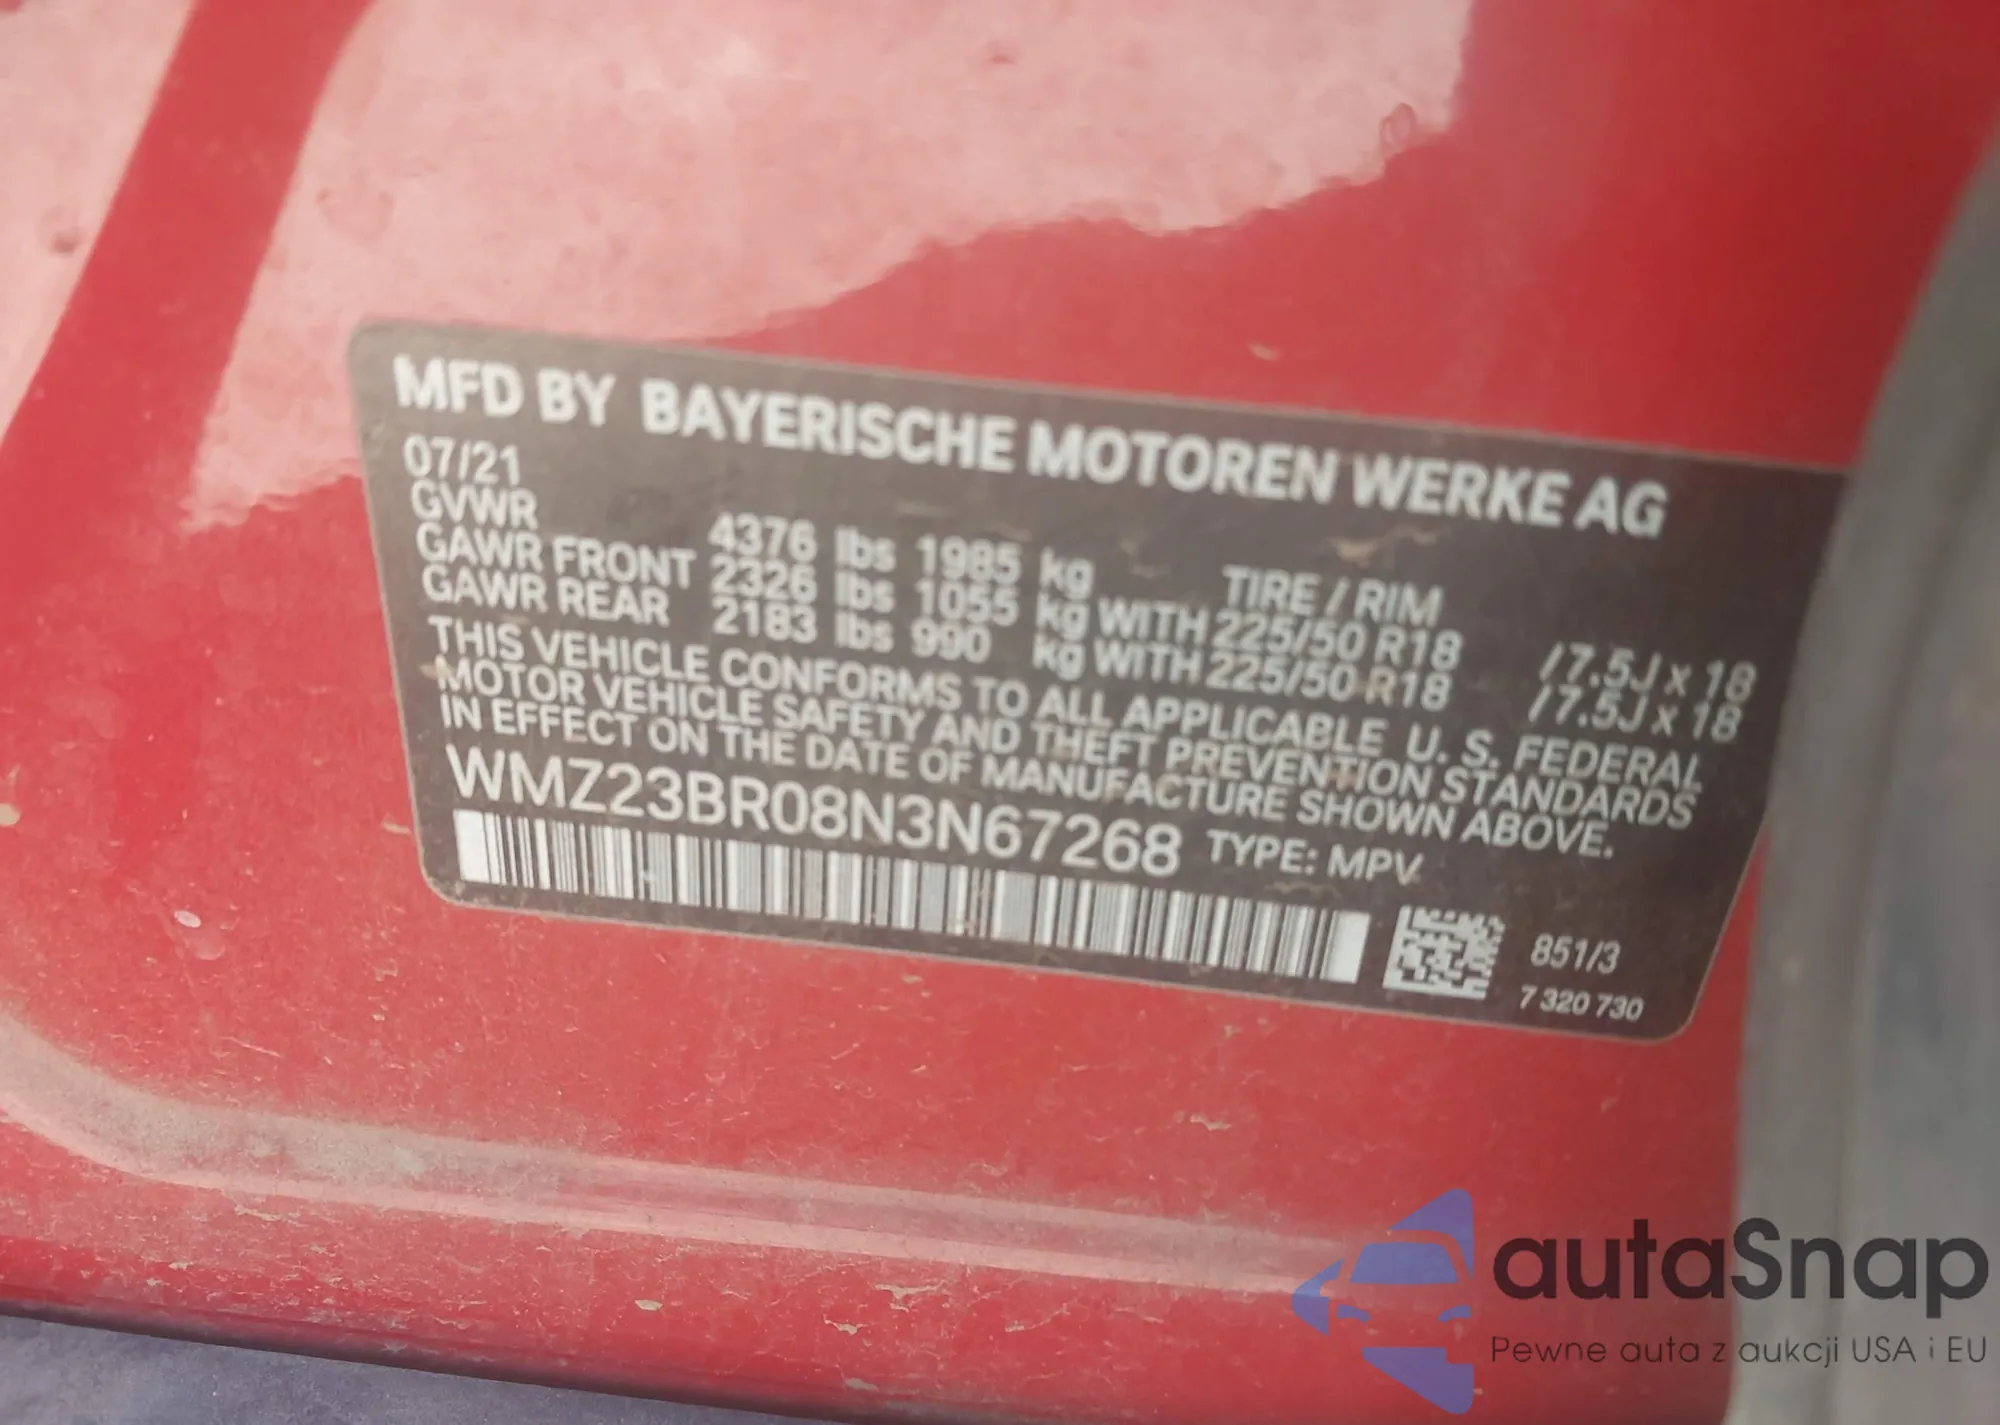 MFD BY BAYERISCHE MOTOREN WERKE AG
07/21
GVWR 4376 lbs 1985 kg TIRE / RIM
GAWR FRONT 2326 lbs 1055 kg WITH 225/50 R18 / 7.5J x 18
GAWR REAR 2183 lbs 990 kg WITH 225/50 R18 / 7.5J x 18
THIS VEHICLE CONFORMS TO ALL APPLICABLE U. S. FEDERAL
MOTOR VEHICLE SAFETY AND THEFT PREVENTION STANDARDS
IN EFFECT ON THE DATE OF MANUFACTURE SHOWN ABOVE.
WMZ23BR08N3N67268 TYPE: MPV
851/3
7 320 730
autaSnap
Pewne auta z aukcji USA i EU